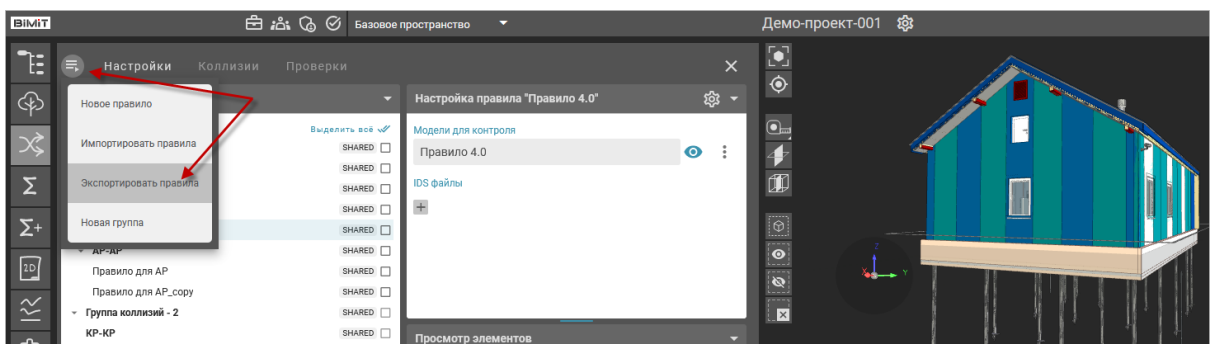 BIMIT
Базовое пространство
Демо-проект-001
Настройки Коллизии Проверки
Новое правило
Импортировать правила
Экспортировать правила
Новая группа
Выделить всё
SHARED
SHARED
SHARED
SHARED
SHARED
АР-АР SHARED
Правило для АР SHARED
Правило для АР_copy SHARED
Группа коллизий - 2 SHARED
КР-КР SHARED
Настройка правила "Правило 4.0"
Модели для контроля
Правило 4.0
IDS файлы
Просмотр элементов
2D
Z
X
Y